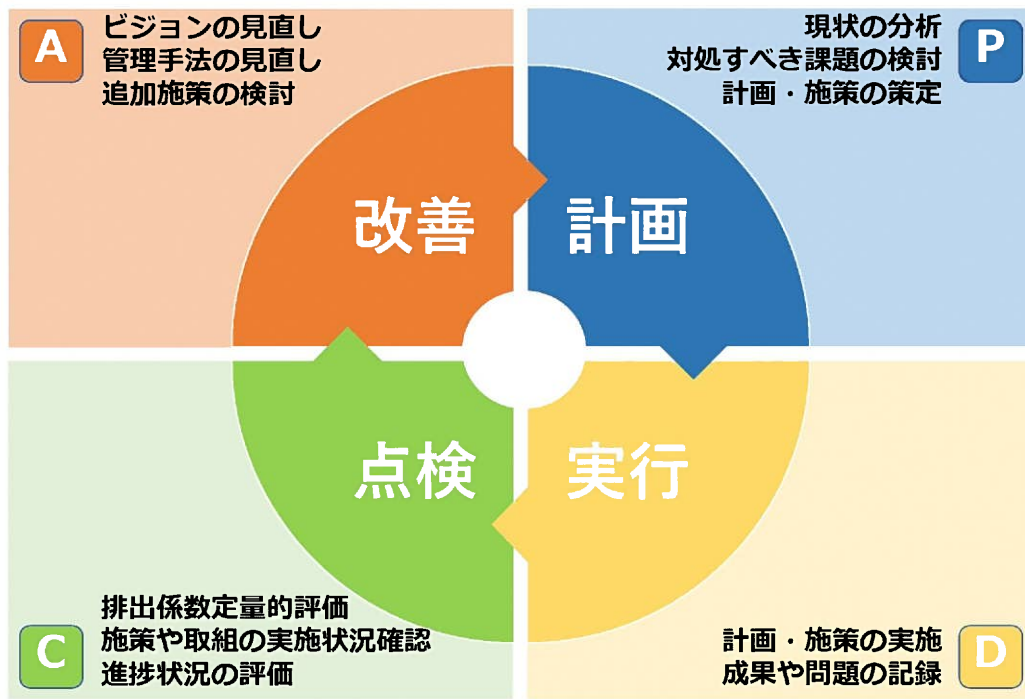 A
ビジョンの見直し
管理手法の見直し
追加施策の検討
現状の分析
対処すべき課題の検討
計画・施策の策定
P
改善
計画
点検
実行
排出係数定量的評価
施策や取組の実施状況確認
進捗状況の評価
C
計画・施策の実施
成果や問題の記録
D